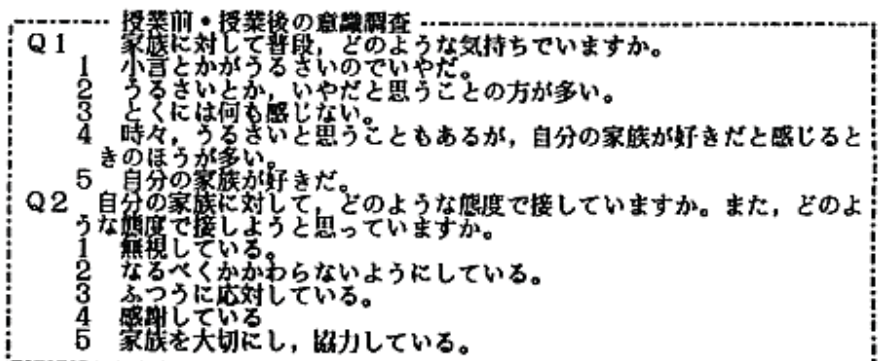 授業前・授業後の意識調査
Q1 家族に対して普段，どのような気持ちでいますか。
1 小言とかがうるさいのでいやだ。
2 うるさいとか，いやだと思うことの方が多い。
3 とくには何も感じない。
4 時々，うるさいと思うこともあるが，自分の家族が好きだと感じると
きのほうが多い。
5 自分の家族が好きだ。
Q2 自分の家族に対して，どのような態度で接していますか。また，どのよ
うな態度で接しようと思っていますか。
1 無視している。
2 なるべくかかわらないようにしている。
3 ふつうに応対している。
4 感謝している
5 家族を大切にし，協力している。